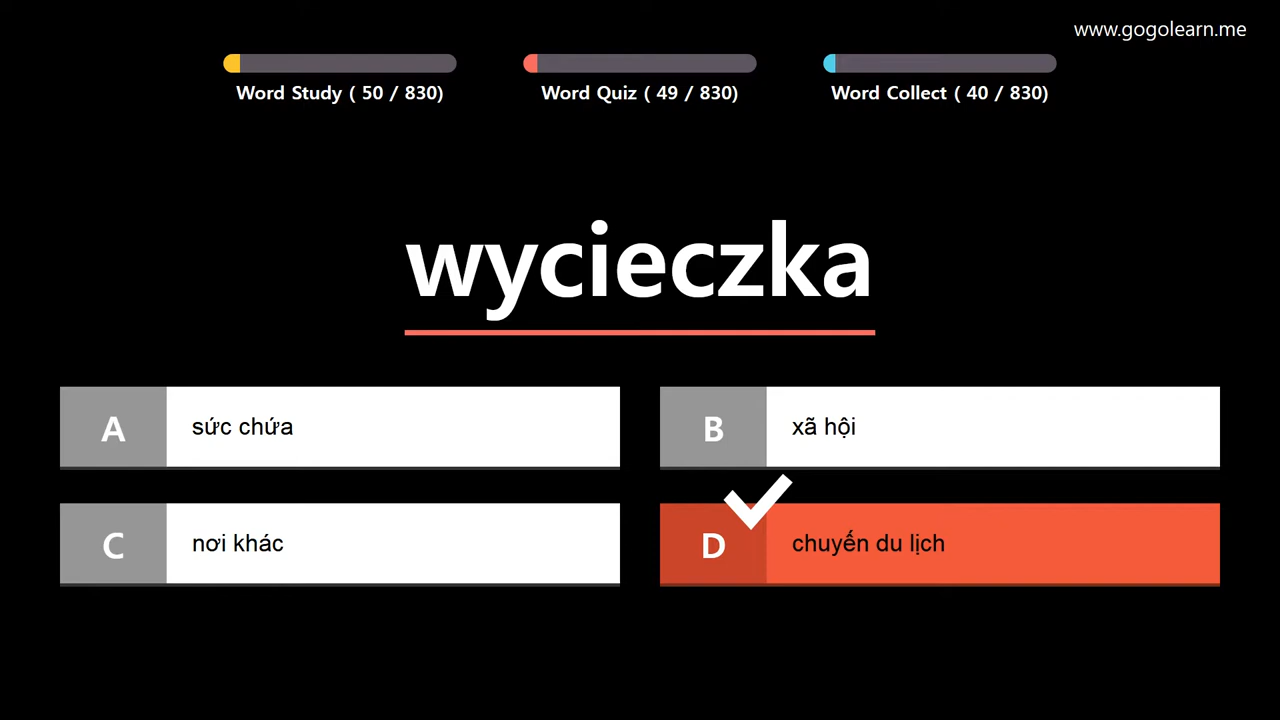 www.gogolearn.me
Word Study ( 50 / 830)
Word Quiz ( 49 / 830)
Word Collect ( 40 / 830)
wycieczka
A sức chứa
B xã hội
C nơi khác
D chuyến du lịch